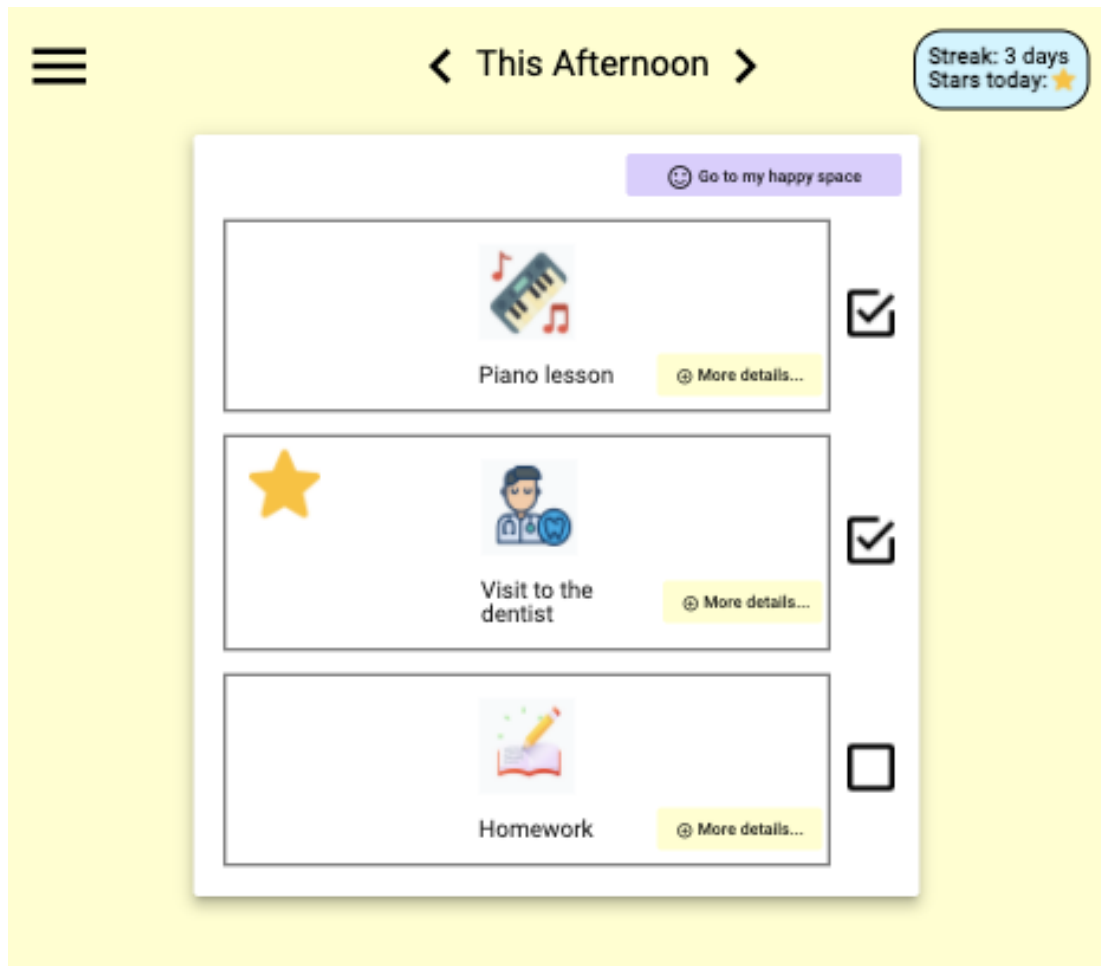 This Afternoon
Streak: 3 days
Stars today:
Go to my happy space
Piano lesson
More details...
Visit to the
dentist
More details...
Homework
More details...